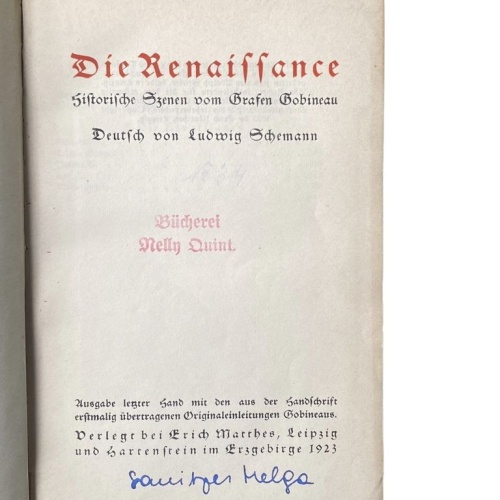 Die Renaissance
Historische Szenen vom Grafen Gobineau
Deutsch von Ludwig Schemann
Bücherei
Nelly Quint.
Ausgabe letzter Hand mit den aus der Handschrift
erstmalig übertragenen Originaleinleitungen Gobineaus.
Verlegt bei Erich Matthes, Leipzig
und Hartenstein im Erzgebirge 1923
Helga